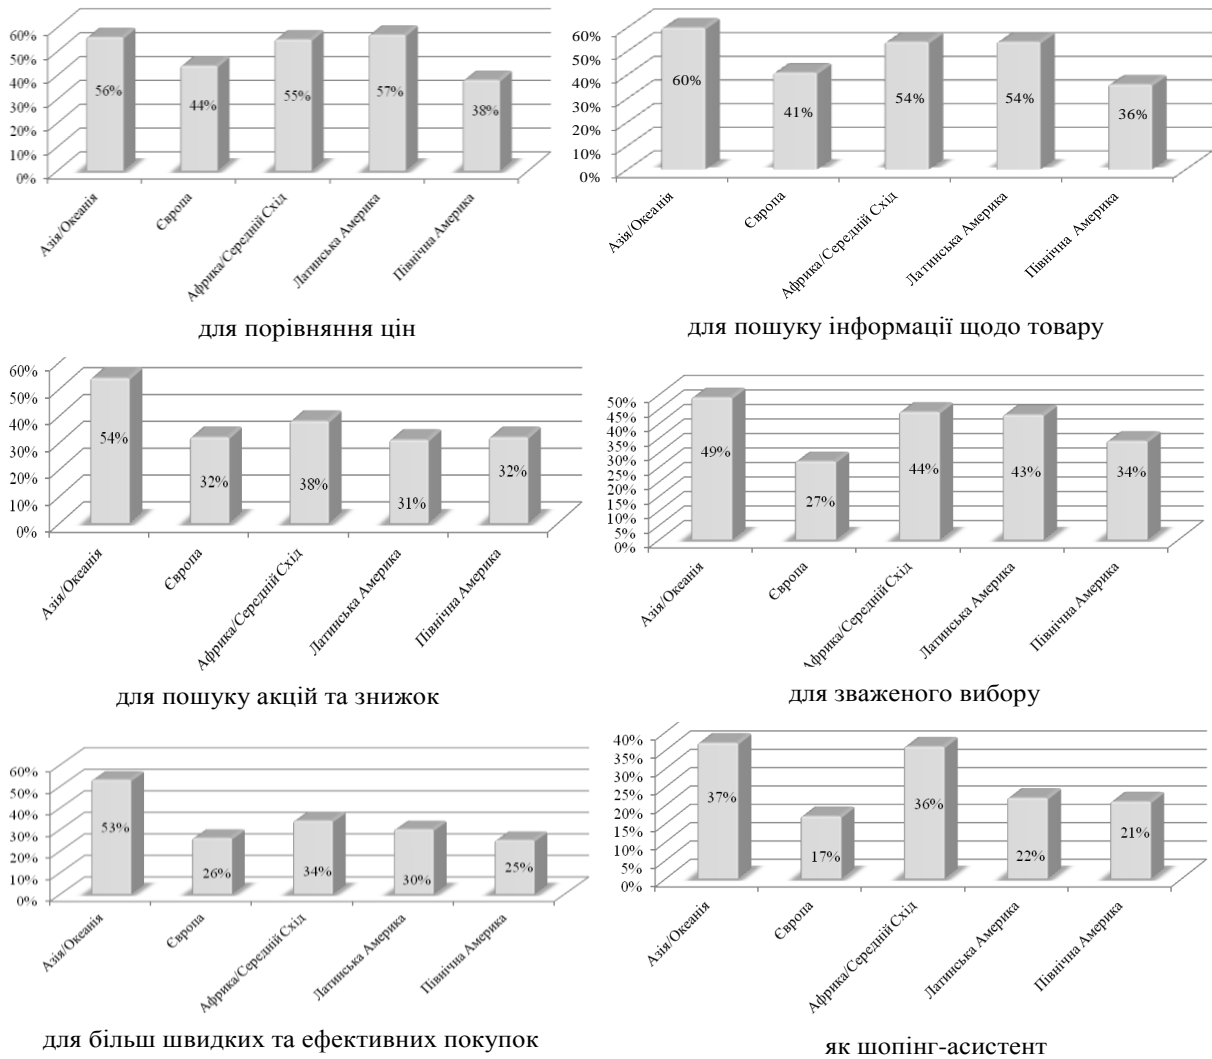 60%
50%
40%
30%
20%
10%
0%
56%
44%
55%
57%
38%
Азія/Океанія
Європа
Африка/Середній Схід
Латинська Америка
Північна Америка
для порівняння цін
60%
50%
40%
30%
20%
10%
0%
60%
41%
54%
54%
36%
Азія/Океанія
Європа
Африка/Середній Схід
Латинська Америка
Північна Америка
для пошуку інформації щодо товару
60%
50%
40%
30%
20%
10%
0%
54%
32%
38%
31%
32%
Азія/Океанія
Європа
Африка/Середній Схід
Латинська Америка
Північна Америка
для пошуку акцій та знижок
50%
45%
40%
35%
30%
25%
20%
15%
10%
5%
0%
49%
27%
44%
43%
34%
Азія/Океанія
Європа
Африка/Середній Схід
Латинська Америка
Північна Америка
для зваженого вибору
60%
50%
40%
30%
20%
10%
0%
53%
26%
34%
30%
25%
Азія/Океанія
Європа
Африка/Середній Схід
Латинська Америка
Північна Америка
для більш швидких та ефективних покупок
40%
35%
30%
25%
20%
15%
10%
5%
0%
37%
17%
36%
22%
21%
Азія/Океанія
Європа
Африка/Середній Схід
Латинська Америка
Північна Америка
як шопінг-асистент